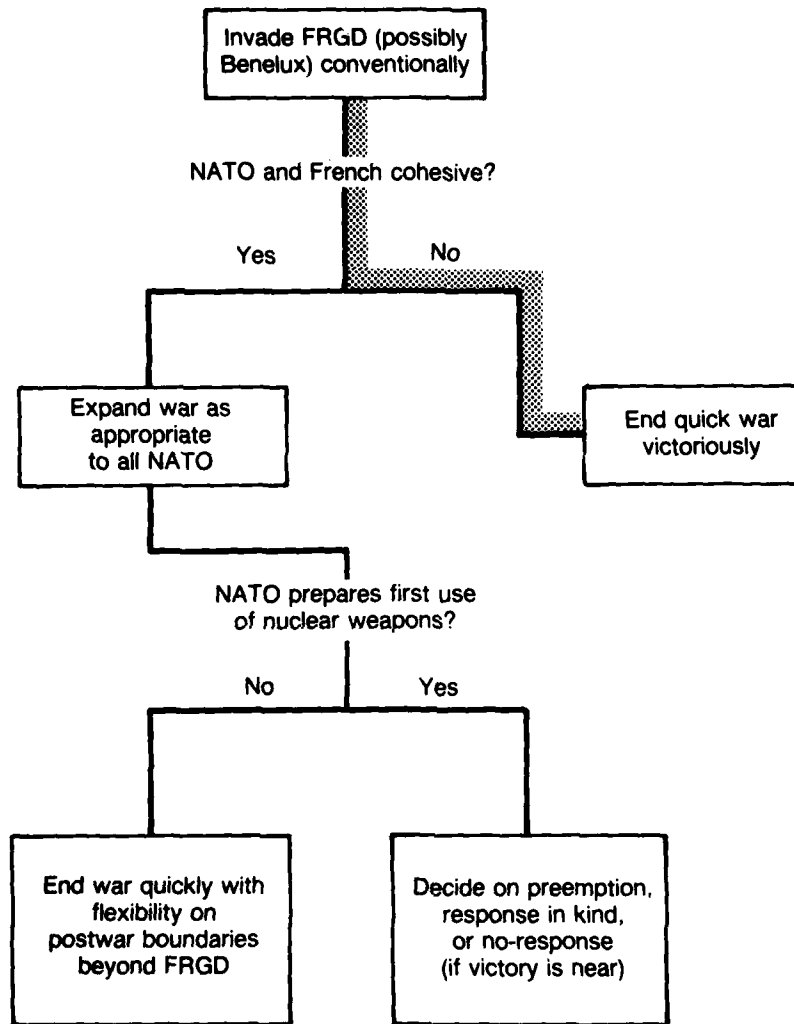 Invade FRGD (possibly
Benelux) conventionally
NATO and French cohesive?
Yes
No
Expand war as
appropriate
to all NATO
End quick war
victoriously
NATO prepares first use
of nuclear weapons?
No
Yes
End war quickly with
flexibility on
postwar boundaries
beyond FRGD
Decide on preemption,
response in kind,
or no-response
(if victory is near)